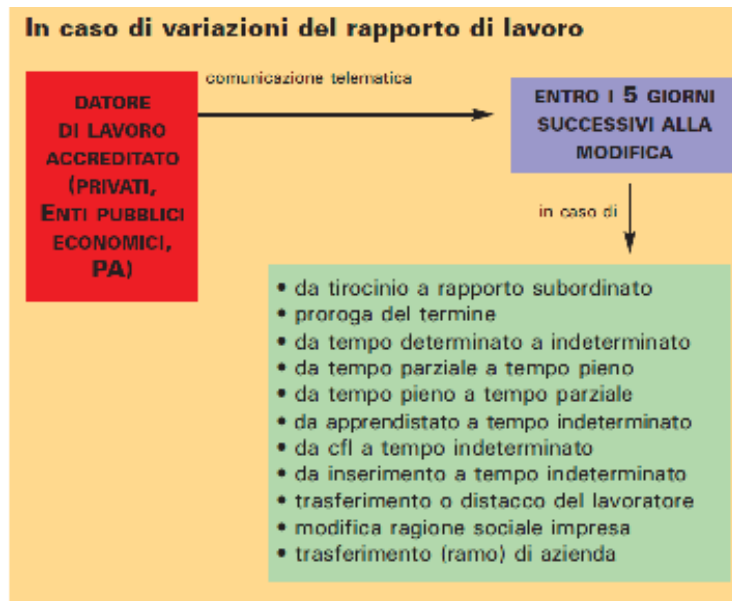 In caso di variazioni del rapporto di lavoro
comunicazione telematica
DATORE
DI LAVORO
ACCREDITATO
(PRIVATI,
ENTI PUBBLICI
ECONOMICI,
PA)
ENTRO I 5 GIORNI
SUCCESSIVI ALLA
MODIFICA
in caso di
• da tirocinio a rapporto subordinato
• proroga del termine
• da tempo determinato a indeterminato
• da tempo parziale a tempo pieno
• da tempo pieno a tempo parziale
• da apprendistato a tempo indeterminato
• da cfl a tempo indeterminato
• da inserimento a tempo indeterminato
• trasferimento o distacco del lavoratore
• modifica ragione sociale impresa
• trasferimento (ramo) di azienda